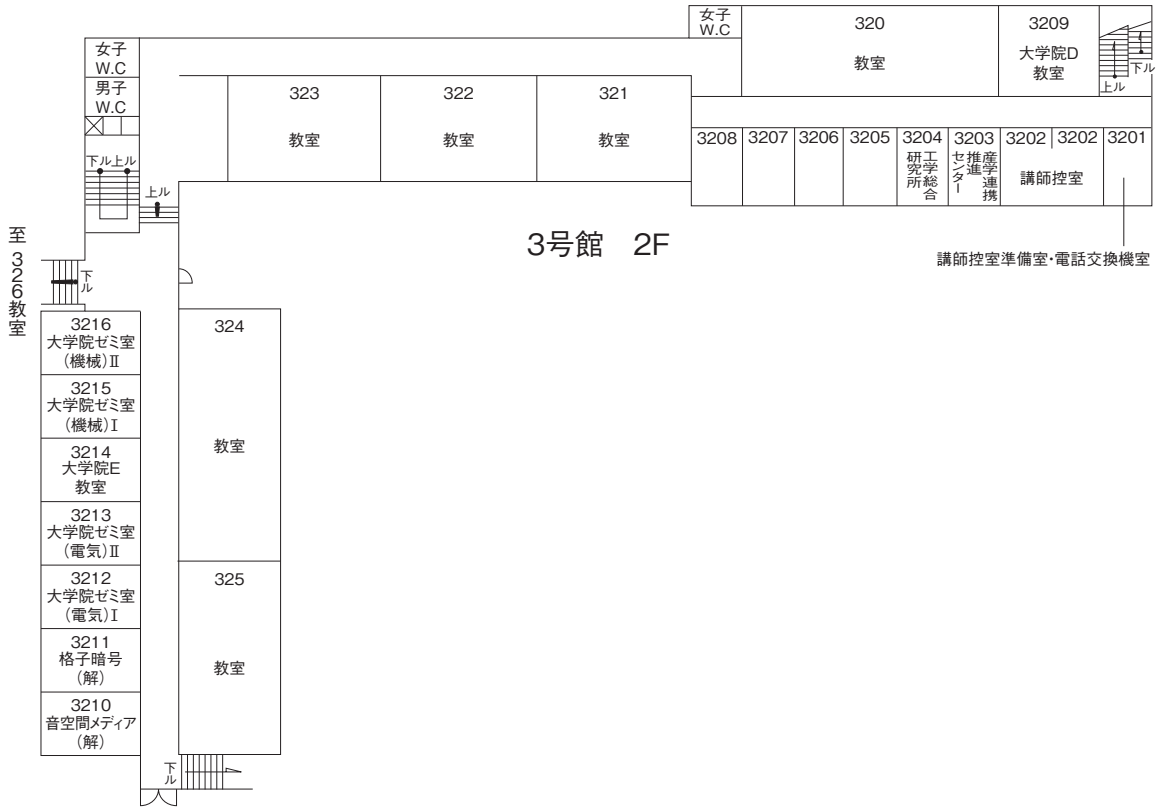 女子
W.C
320
教室
3209
大学院D
教室
上ル
下ル
女子
W.C
男子
W.C
下ル上ル
上ル
323
教室
322
教室
321
教室
3208
3207
3206
3205
3204
工学総合
研究所
3203
産学連携
推進
センター
3202
3202
講師控室
3201
講師控室準備室・電話交換機室
3号館 2F
至 326教室
下ル
3216
大学院ゼミ室
(機械)Ⅱ
3215
大学院ゼミ室
(機械)Ⅰ
3214
大学院E
教室
3213
大学院ゼミ室
(電気)Ⅱ
3212
大学院ゼミ室
(電気)Ⅰ
3211
格子暗号
(解)
3210
音空間メディア
(解)
324
教室
325
教室
下ル